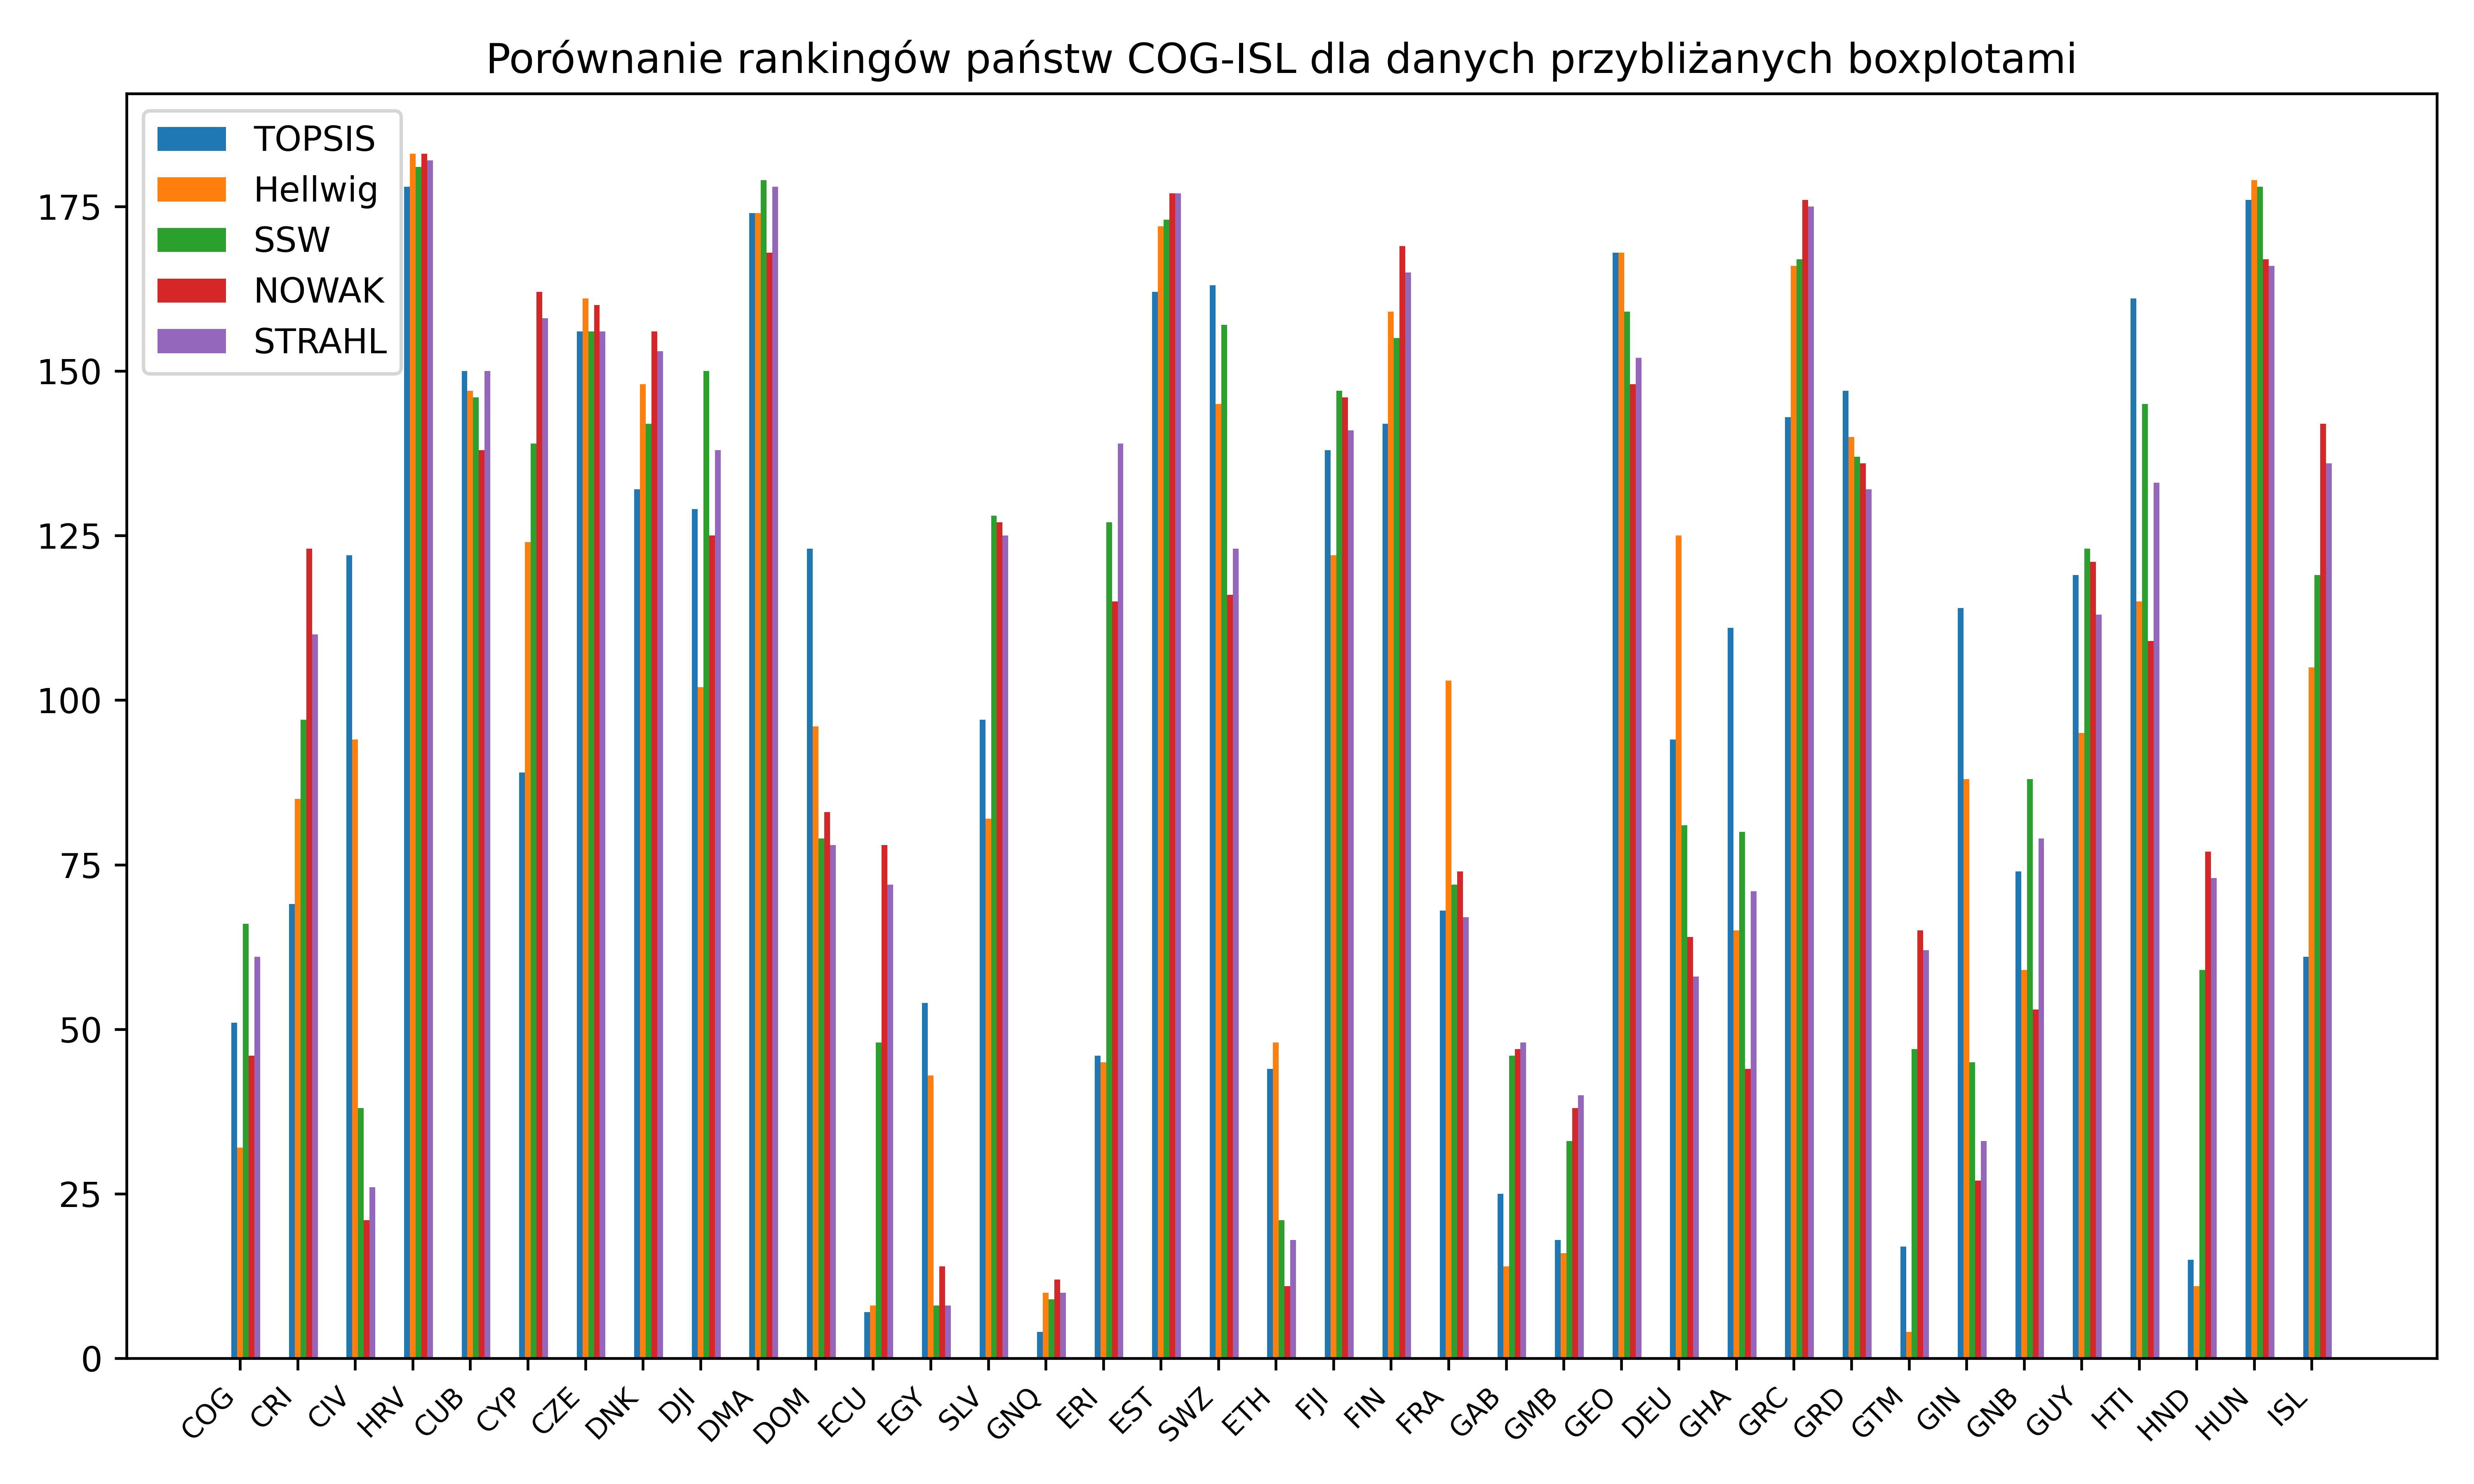 Porównanie rankingów państw COG-ISL dla danych przybliżanych boxplotami
TOPSIS
Hellwig
SSW
NOWAK
STRAHL
175
150
125
100
75
50
25
0
COG CRI CIV HRV CUB CYP CZE DNK DJI DMA DOM ECU EGY SLV GNQ ERI EST SWZ ETH FJI FIN FRA GAB GMB GEO DEU GHA GRC GRD GTM GIN GNB GUY HTI HND HUN ISL